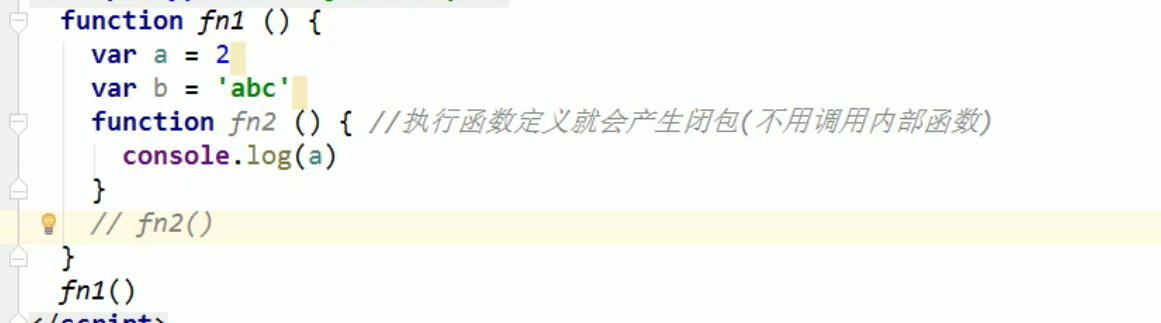 function fn1 () {
var a = 2
var b = 'abc'
function fn2 () { //执行函数定义就会产生闭包(不用调用内部函数)
console.log(a)
}
// fn2()
}
fn1()
</script>